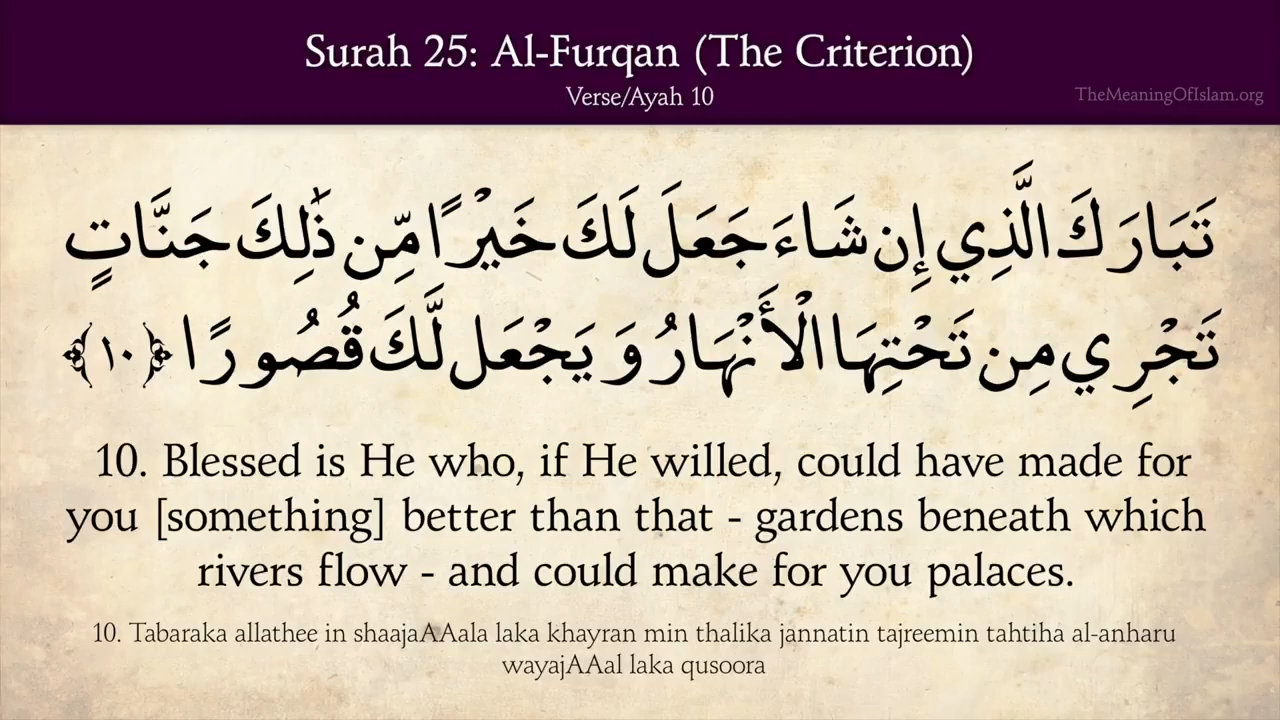 Surah 25: Al-Furqan (The Criterion)
Verse/Ayah 10
TheMeaningOfIslam.org
تَبَارَكَ الَّذِي إِن شَاءَ جَعَلَ لَكَ خَيْرًا مِّن ذَٰلِكَ جَنَّاتٍ
تَجْرِي مِن تَحْتِهَا الْأَنْهَارُ وَيَجْعَل لَّكَ قُصُورًا ﴿١٠﴾
10. Blessed is He who, if He willed, could have made for
you [something] better than that - gardens beneath which
rivers flow - and could make for you palaces.
10. Tabaraka allathee in shaajaAAala laka khayran min thalika jannatin tajreemin tahtiha al-anharu
wayajAAal laka qusoora